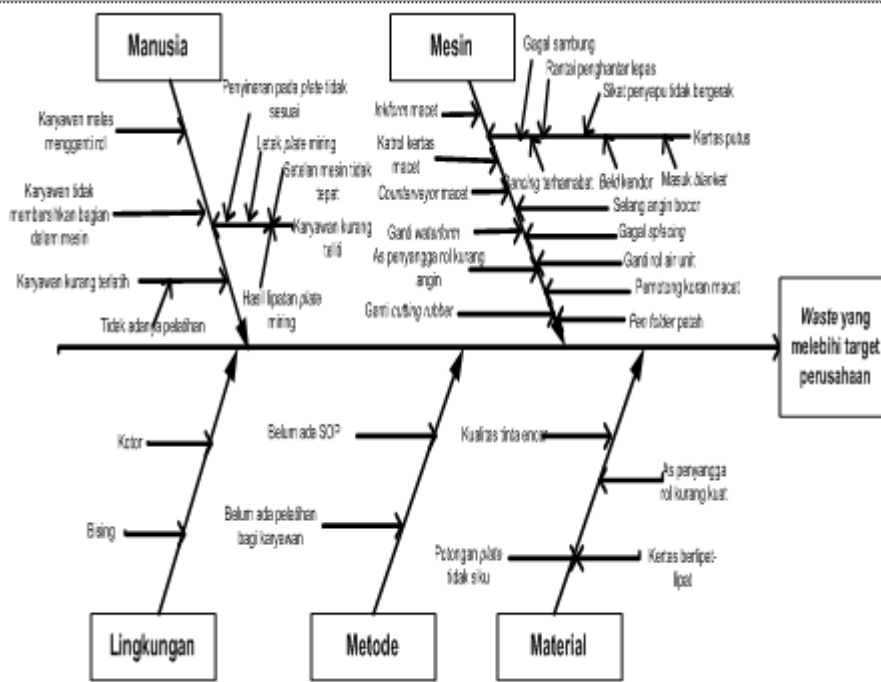 Manusia
Mesin
Gagal sambung
Rantai penghantar lepas
Sikat penyapu tidak bergerak
Penyinaran pada plate tidak
sesuai
Karyawan malas
mengganti rol
Letak plate miring
Setelan mesin tidak
tepat
Inkform macet
Katrol kertas
macet
Counterveyor macet
Kertas putus
Beld kendor
Masuk blanket
Selang angin bocor
Karyawan tidak
membersihkan bagian
dalam mesin
Karyawan kurang
teliti
Ganti waterform
As penyangga rol kurang
angin
Gagal splacing
Ganti rol air unit
Karyawan kurang terlatih
Hasil lipatan plate
miring
Pemotong koran macat
Tidak adanya pelatihan
Ganti cutting rubber
Pen folder patah
Waste yang
melebihi target
perusahaan
Kotor
Belum ada SOP
Kualitas tinta encer
As penyangga
rol kurang kuat
Bising
Belum ada pelatihan
bagi karyawan
Potongan plate
tidak siku
Kertas berlipat-
lipat
Lingkungan
Metode
Material